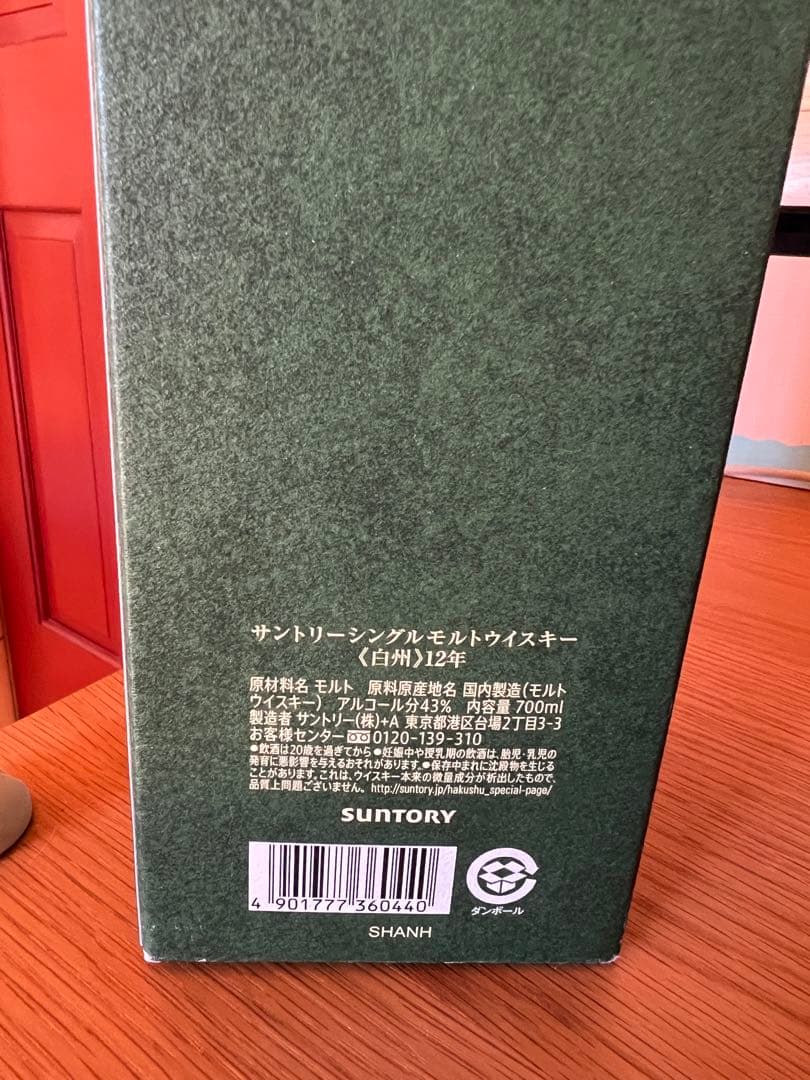 サントリーシングルモルトウイスキー
《白州》12年
原材料名 モルト 原料原産地名 国内製造(モルト
ウイスキー) アルコール分43% 内容量 700ml
製造者 サントリー(株)+A 東京都港区台場2丁目3-3
お客様センター 0120-139-310
●飲酒は20歳を過ぎてから●妊娠中や授乳期の飲酒は、胎児・乳児の
発育に悪影響を与えるおそれがあります。●保存中まれに沈殿物を生じる
ことがあります。これは、ウイスキー本来の微量成分が析出したもので、
品質上問題ございません。 http://suntory.jp/hakushu_special-page/
SUNTORY
4 901777 360440
ダンボール
SHANH